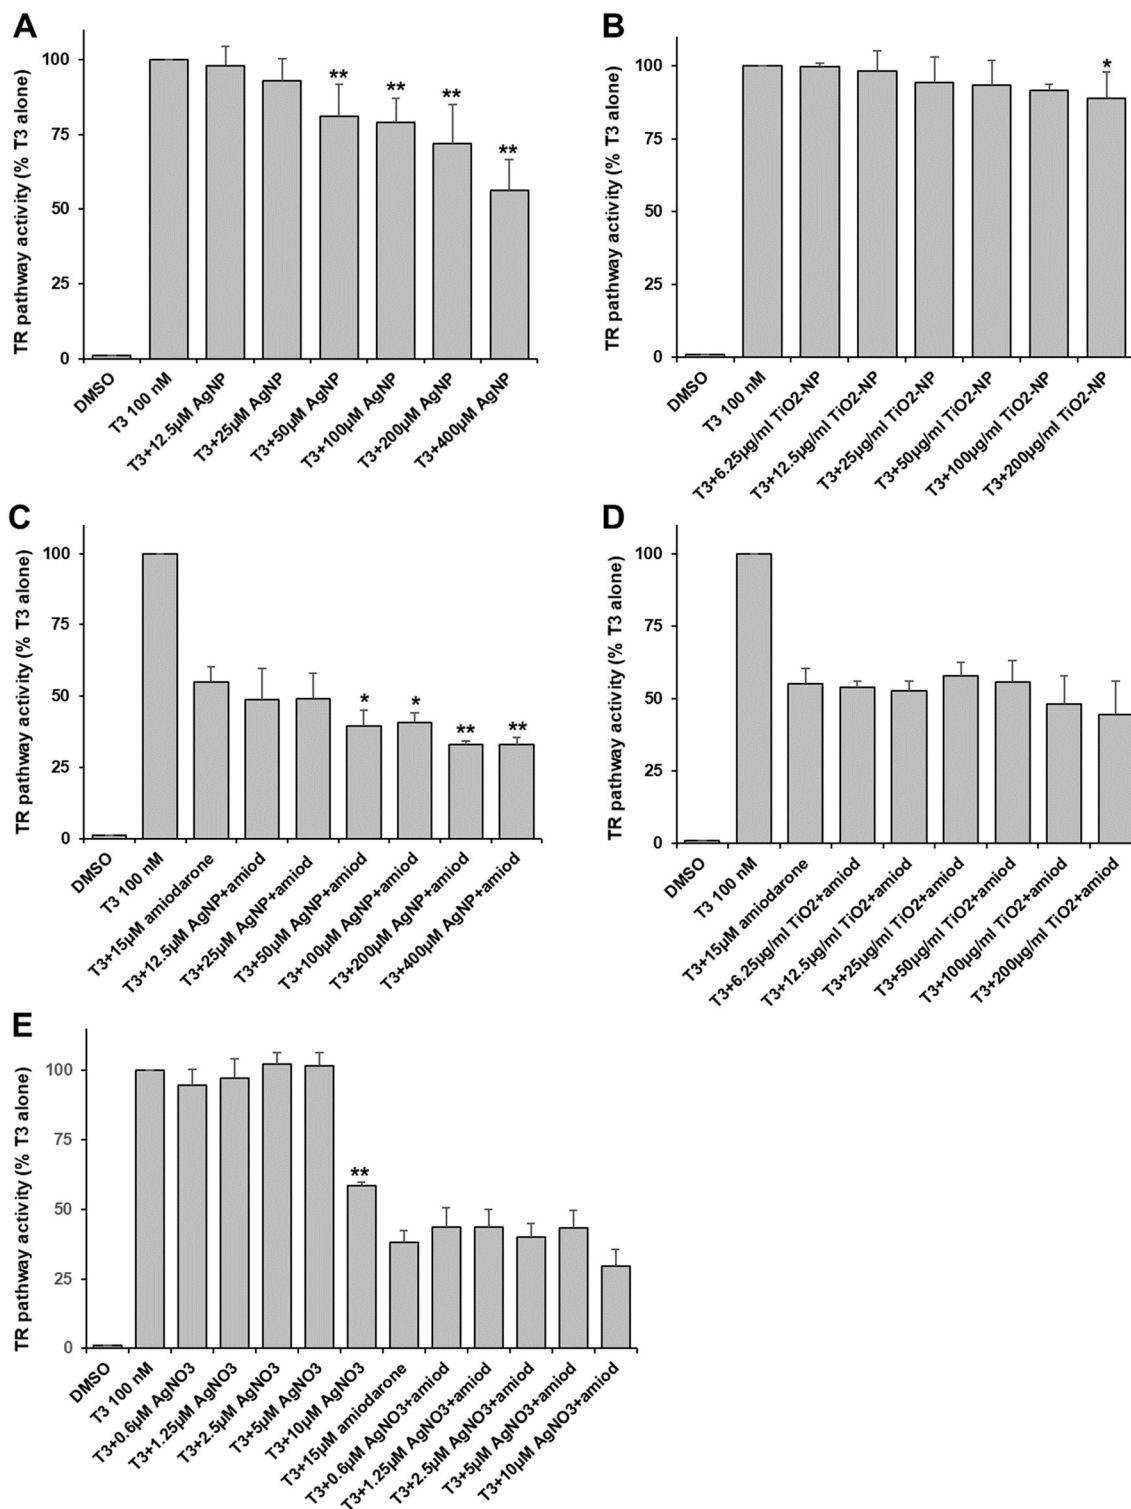 A
TR pathway activity (% T3 alone)
100
75
50
25
0
** ** ** **
DMSO
T3 100 nM
T3+12.5µM AgNP
T3+25µM AgNP
T3+50µM AgNP
T3+100µM AgNP
T3+200µM AgNP
T3+400µM AgNP
B
TR pathway activity (% T3 alone)
100
75
50
25
0
*
DMSO
T3 100 nM
T3+6.25µg/ml TiO2-NP
T3+12.5µg/ml TiO2-NP
T3+25µg/ml TiO2-NP
T3+50µg/ml TiO2-NP
T3+100µg/ml TiO2-NP
T3+200µg/ml TiO2-NP
C
TR pathway activity (% T3 alone)
100
75
50
25
0
* * ** **
DMSO
T3 100 nM
T3+15µM amiodarone
T3+12.5µM AgNP+amiod
T3+25µM AgNP+amiod
T3+50µM AgNP+amiod
T3+100µM AgNP+amiod
T3+200µM AgNP+amiod
T3+400µM AgNP+amiod
D
TR pathway activity (% T3 alone)
100
75
50
25
0
DMSO
T3 100 nM
T3+15µM amiodarone
T3+6.25µg/ml TiO2+amiod
T3+12.5µg/ml TiO2+amiod
T3+25µg/ml TiO2+amiod
T3+50µg/ml TiO2+amiod
T3+100µg/ml TiO2+amiod
T3+200µg/ml TiO2+amiod
E
TR pathway activity (% T3 alone)
100
75
50
25
0
**
DMSO
T3 100 nM
T3+0.6µM AgNO3
T3+1.25µM AgNO3
T3+2.5µM AgNO3
T3+5µM AgNO3
T3+10µM AgNO3
T3+15µM amiodarone
T3+0.6µM AgNO3+amiod
T3+1.25µM AgNO3+amiod
T3+2.5µM AgNO3+amiod
T3+5µM AgNO3+amiod
T3+10µM AgNO3+amiod